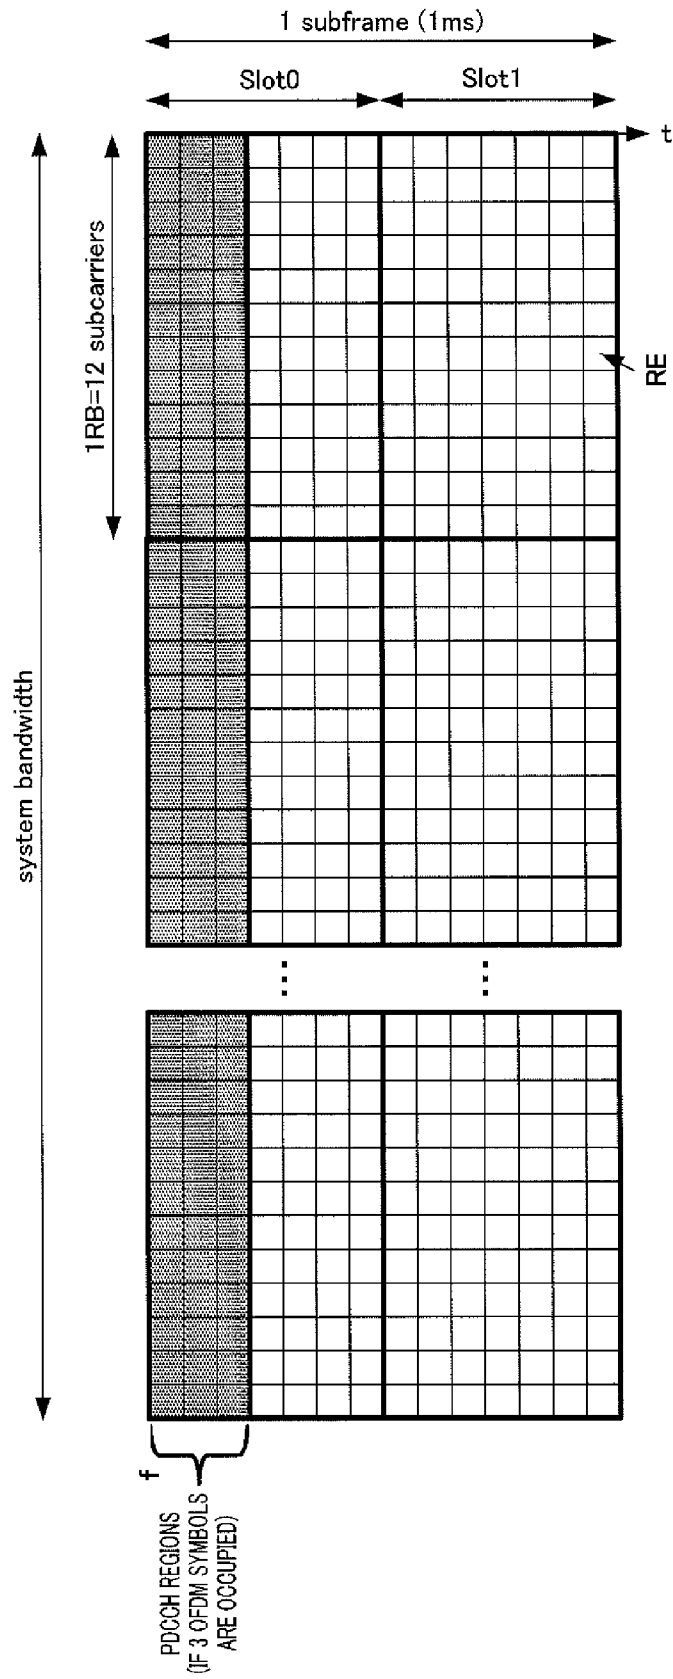 1 subframe (1ms)
Slot0
Slot1
t
1RB=12 subcarriers
RE
system bandwidth
f
PDCCH REGIONS
(IF 3 OFDM SYMBOLS
ARE OCCUPIED)